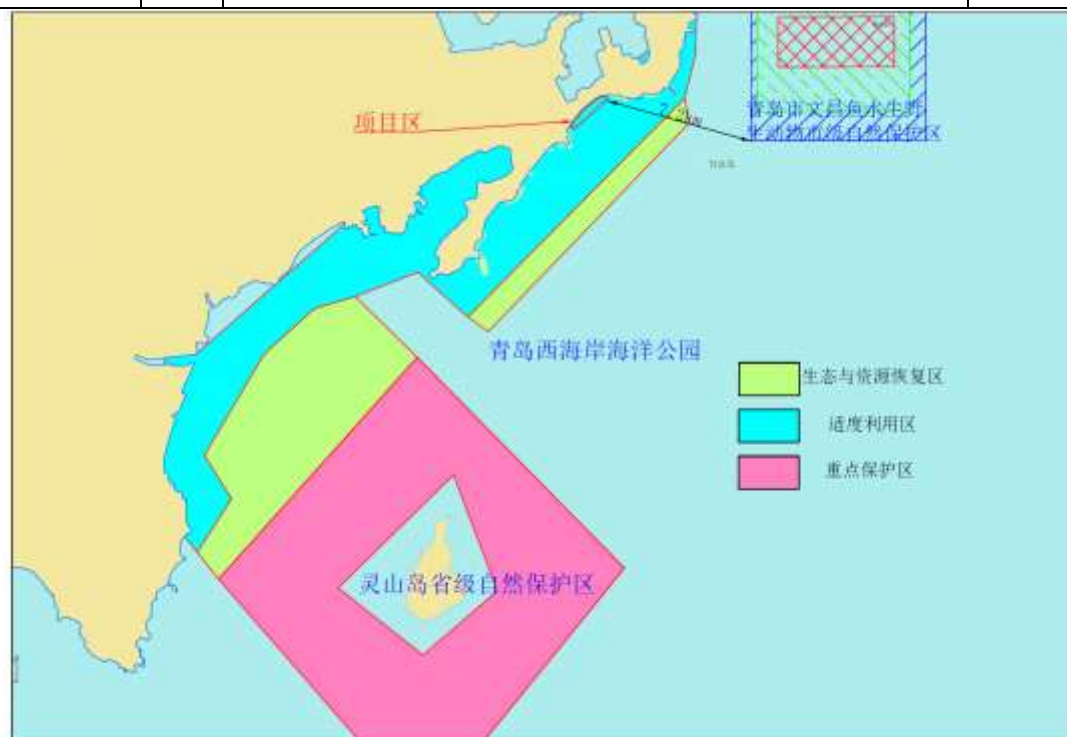 项目区
青岛市文昌鱼水生野
生动物市级自然保护区
青岛西海岸海洋公园
生态与资源恢复区
适度利用区
重点保护区
灵山岛省级自然保护区